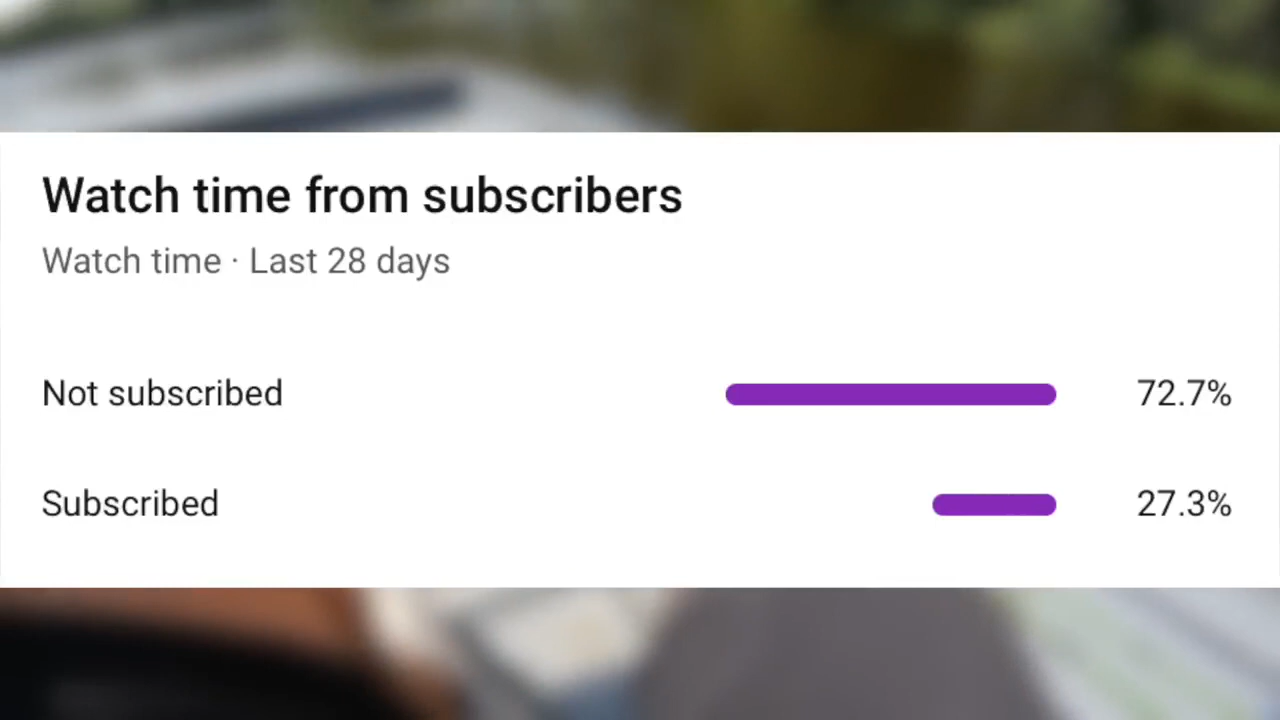 Watch time from subscribers
Watch time · Last 28 days
Not subscribed 72.7%
Subscribed 27.3%